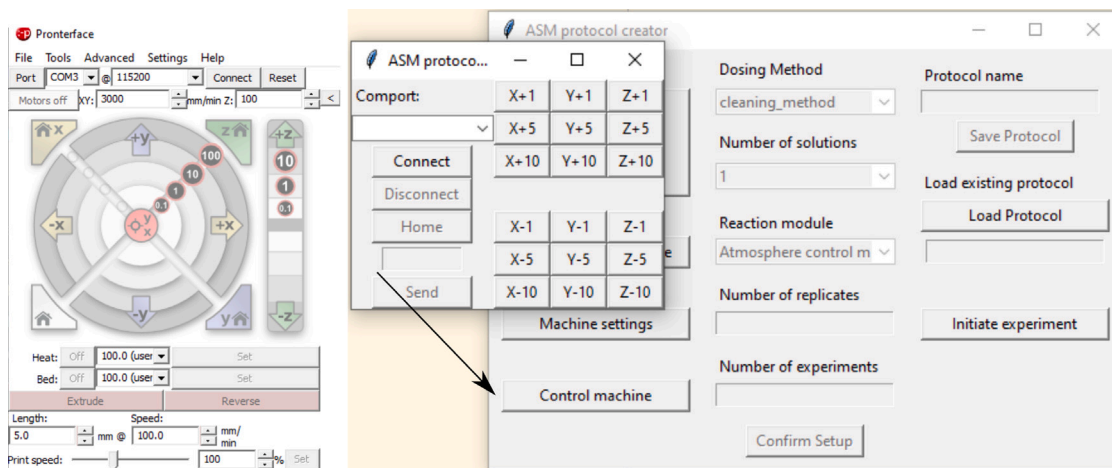 Pronterface
File Tools Advanced Settings Help
Port COM3 @ 115200 Connect Reset
Motors off XY: 3000 mm/min Z: 100 <
x z
+y +z
100
10 10
1 1
0.1 0.1
-x y x +x
-y -z
y
Heat: Off 100.0 (user Set
Bed: Off 100.0 (user Set
Extrude Reverse
Length: Speed:
5.0 mm @ 100.0 mm/
min
Print speed: 100 % Set
ASM protoco...
Comport: X+1 Y+1 Z+1
X+5 Y+5 Z+5
Connect X+10 Y+10 Z+10
Disconnect
Home X-1 Y-1 Z-1
X-5 Y-5 Z-5
Send X-10 Y-10 Z-10
ASM protocol creator
e
Machine settings
Control machine
Dosing Method
cleaning_method
Number of solutions
1
Reaction module
Atmosphere control m
Number of replicates
Number of experiments
Confirm Setup
Protocol name
Save Protocol
Load existing protocol
Load Protocol
Initiate experiment